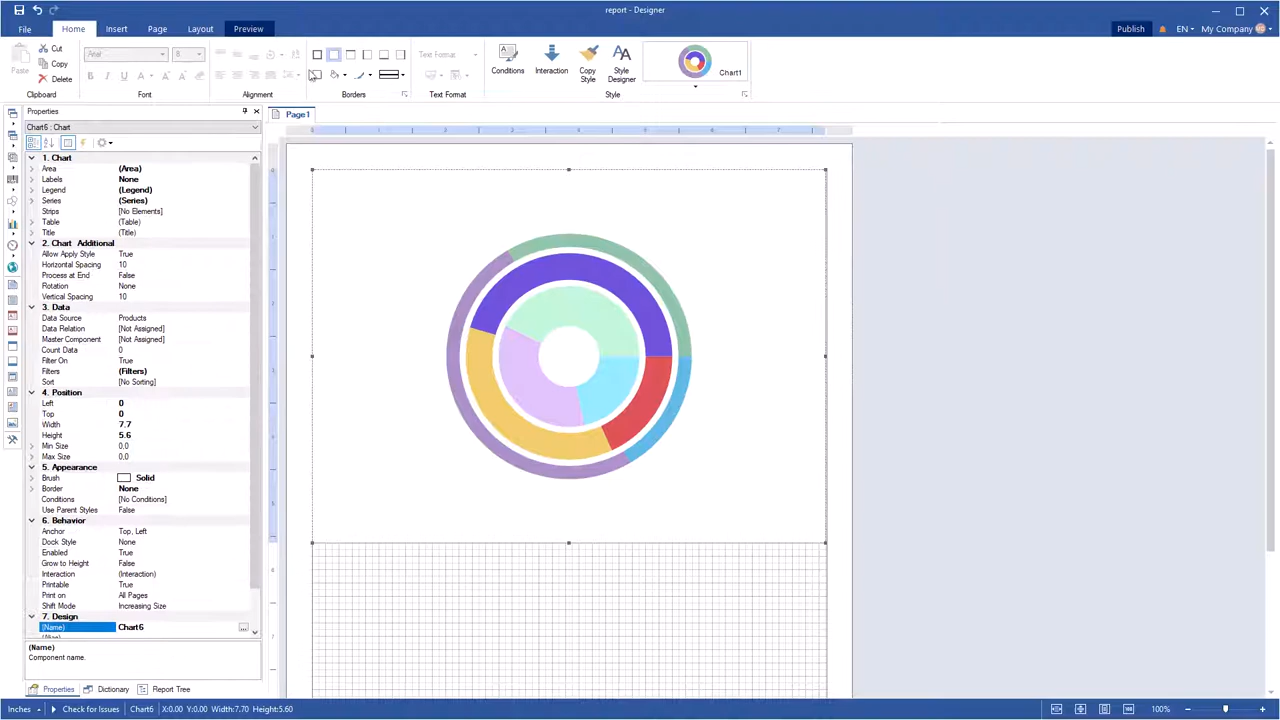 report - Designer
File Home Insert Page Layout Preview Publish EN My Company
Paste Cut Copy Delete Clipboard
Arial 8 Font
Alignment
Borders
Text Format Text Format
Conditions Interaction Copy Style Style Designer Chart1 Style
Properties
Chart6 : Chart
1. Chart
Area (Area)
Labels None
Legend (Legend)
Series (Series)
Strips [No Elements]
Table (Table)
Title (Title)
2. Chart Additional
Allow Apply Style True
Horizontal Spacing 10
Process at End False
Rotation None
Vertical Spacing 10
3. Data
Data Source Products
Data Relation [Not Assigned]
Master Component [Not Assigned]
Count Data 0
Filter On True
Filters (Filters)
Sort [No Sorting]
4. Position
Left 0
Top 0
Width 7.7
Height 5.6
Min Size 0,0
Max Size 0,0
5. Appearance
Brush Solid
Border None
Conditions [No Conditions]
Use Parent Styles False
6. Behavior
Anchor Top, Left
Dock Style None
Enabled True
Grow to Height False
Interaction (Interaction)
Printable True
Print on All Pages
Shift Mode Increasing Size
7. Design
(Name) Chart6 ...
(Name)
Component name.
Properties Dictionary Report Tree
Page1
Inches Check for Issues Chart6 X:0.00 Y:0.00 Width:7.70 Height:5.60 100%